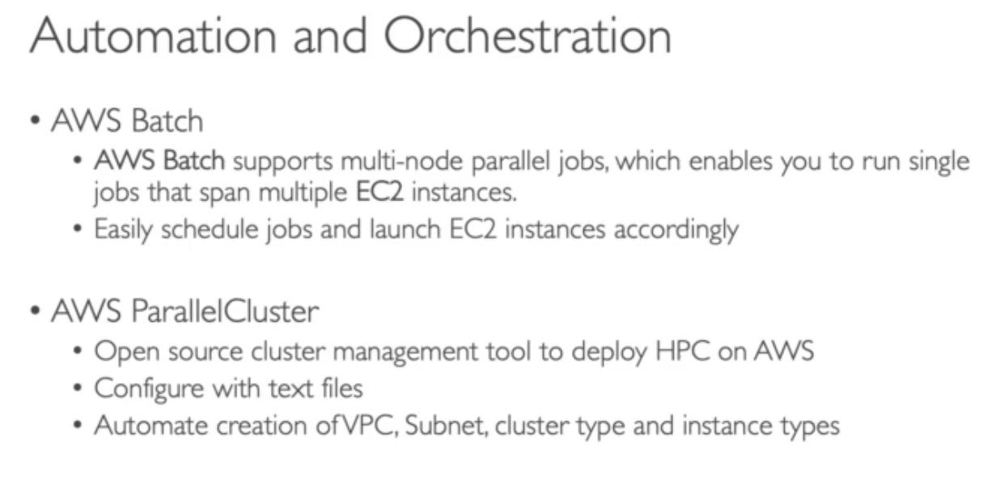 Automation and Orchestration
• AWS Batch
• AWS Batch supports multi-node parallel jobs, which enables you to run single
jobs that span multiple EC2 instances.
• Easily schedule jobs and launch EC2 instances accordingly
• AWS ParallelCluster
• Open source cluster management tool to deploy HPC on AWS
• Configure with text files
• Automate creation of VPC, Subnet, cluster type and instance types